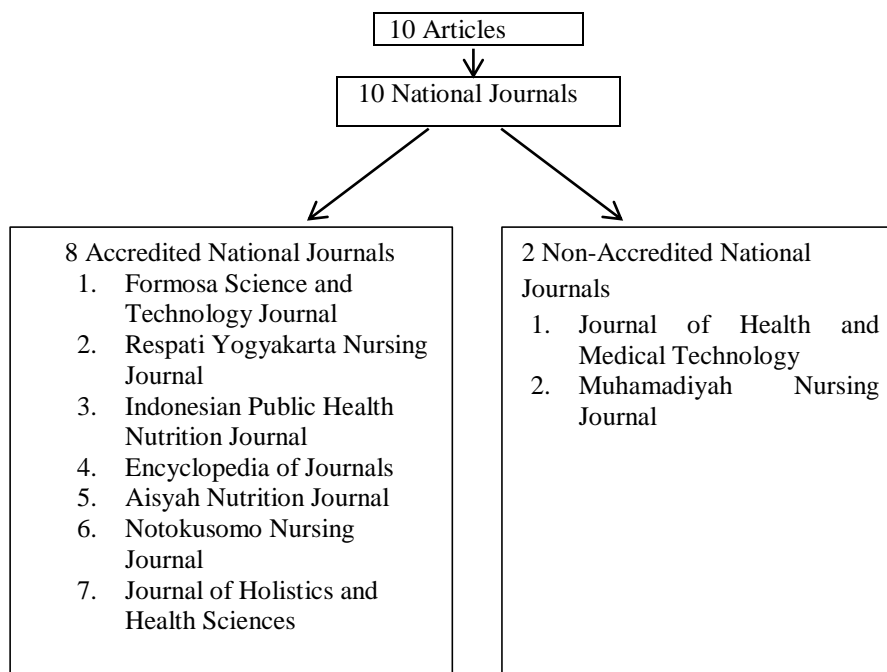 10 Articles
10 National Journals
8 Accredited National Journals
1. Formosa Science and
Technology Journal
2. Respati Yogyakarta Nursing
Journal
3. Indonesian Public Health
Nutrition Journal
4. Encyclopedia of Journals
5. Aisyah Nutrition Journal
6. Notokusomo Nursing
Journal
7. Journal of Holistics and
Health Sciences
2 Non-Accredited National
Journals
1. Journal of Health and
Medical Technology
2. Muhamadiyah Nursing
Journal